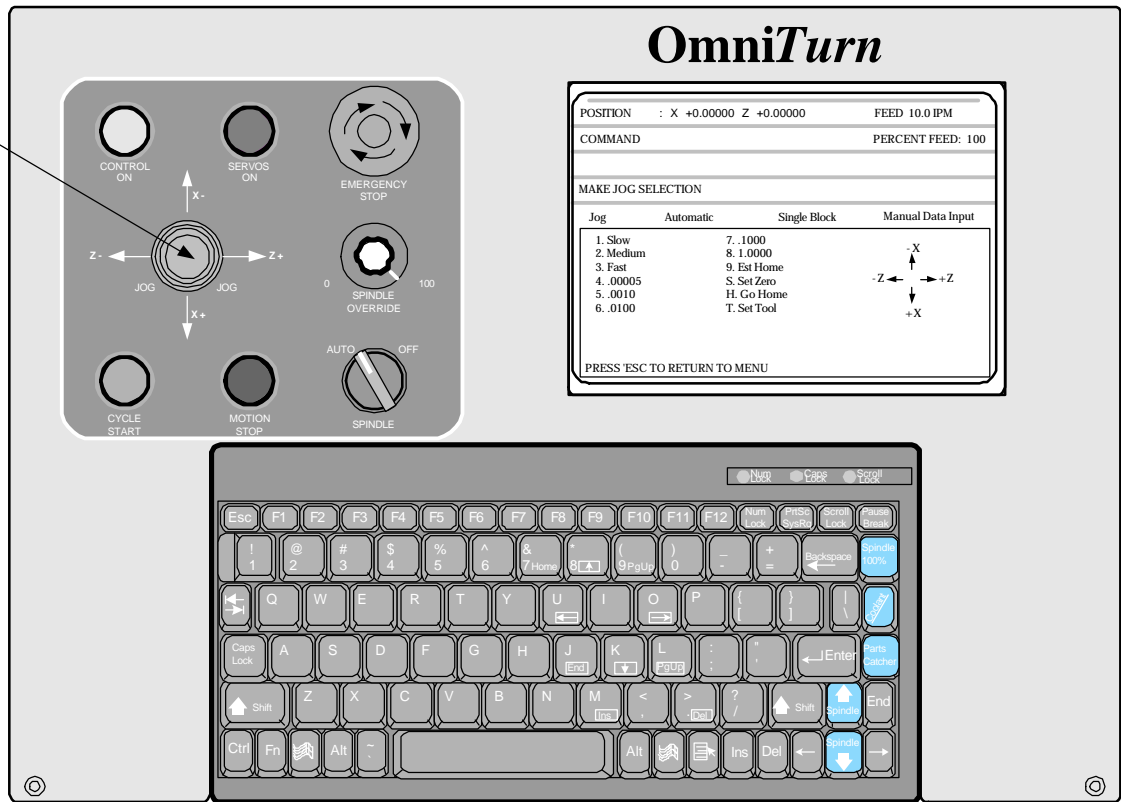 OmniTurn
CONTROL
ON
SERVOS
ON
EMERGENCY
STOP
X-
Z-
Z+
JOG
JOG
X+
0
100
SPINDLE
OVERRIDE
AUTO
OFF
CYCLE
START
MOTION
STOP
SPINDLE
POSITION : X +0.00000 Z +0.00000 FEED 10.0 IPM
COMMAND PERCENT FEED: 100
MAKE JOG SELECTION
Jog Automatic Single Block Manual Data Input
1. Slow 7. .1000
2. Medium 8. 1.0000
3. Fast 9. Est Home
4. .00005 S. Set Zero
5. .0010 H. Go Home
6. .0100 T. Set Tool
-X
-Z +Z
+X
PRESS 'ESC TO RETURN TO MENU
Num Lock Caps Lock Scroll Lock
Esc F1 F2 F3 F4 F5 F6 F7 F8 F9 F10 F11 F12 Num Lock PrtSc SysRq Scroll Lock Pause Break
! 1 @ 2 # 3 $ 4 % 5 ^ 6 & 7 Home * 8 ( 9 PgUp ) 0 _ - + = Backspace Spindle 100%
Q W E R T Y U I O P { [ } ] | \ Coolant
Caps Lock A S D F G H J End K L PgUp : ; " ' Enter Parts Catcher
Shift Z X C V B N M Ins < , > . Del ? / Shift Spindle End
Ctrl Fn Alt ~ ` Alt Ins Del Spindle